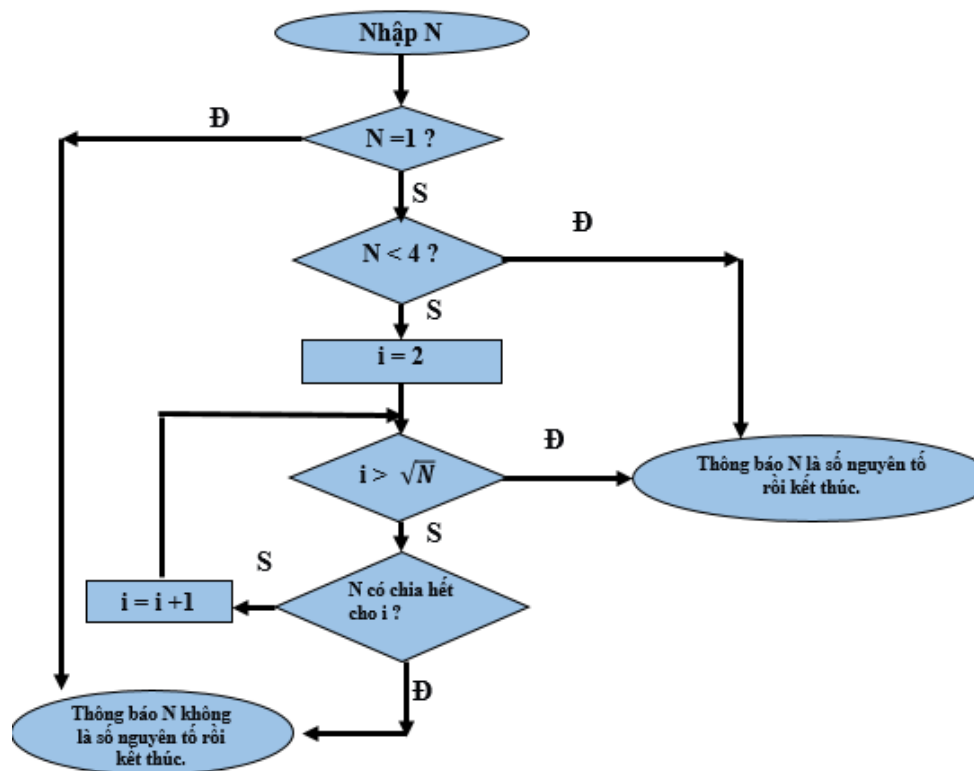 Nhập N
Đ
N =1 ?
S
Đ
N < 4 ?
S
i = 2
Đ
i > √N
Thông báo N là số nguyên tố
rồi kết thúc.
S
S
N có chia hết
cho i ?
i = i +1
Đ
Thông báo N không
là số nguyên tố rồi
kết thúc.